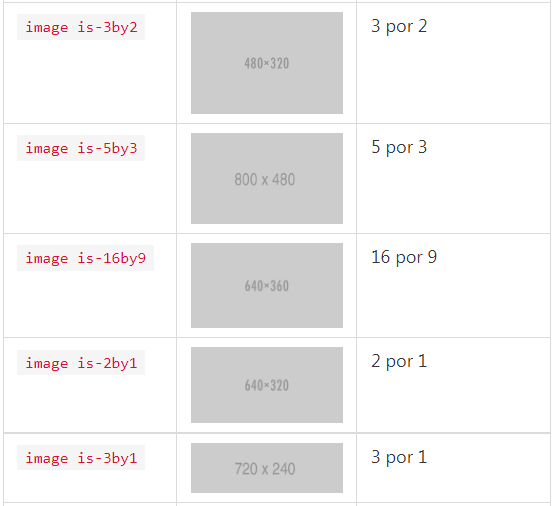 image is-3by2 480×320 3 por 2
image is-5by3 800 x 480 5 por 3
image is-16by9 640×360 16 por 9
image is-2by1 640×320 2 por 1
image is-3by1 720 x 240 3 por 1